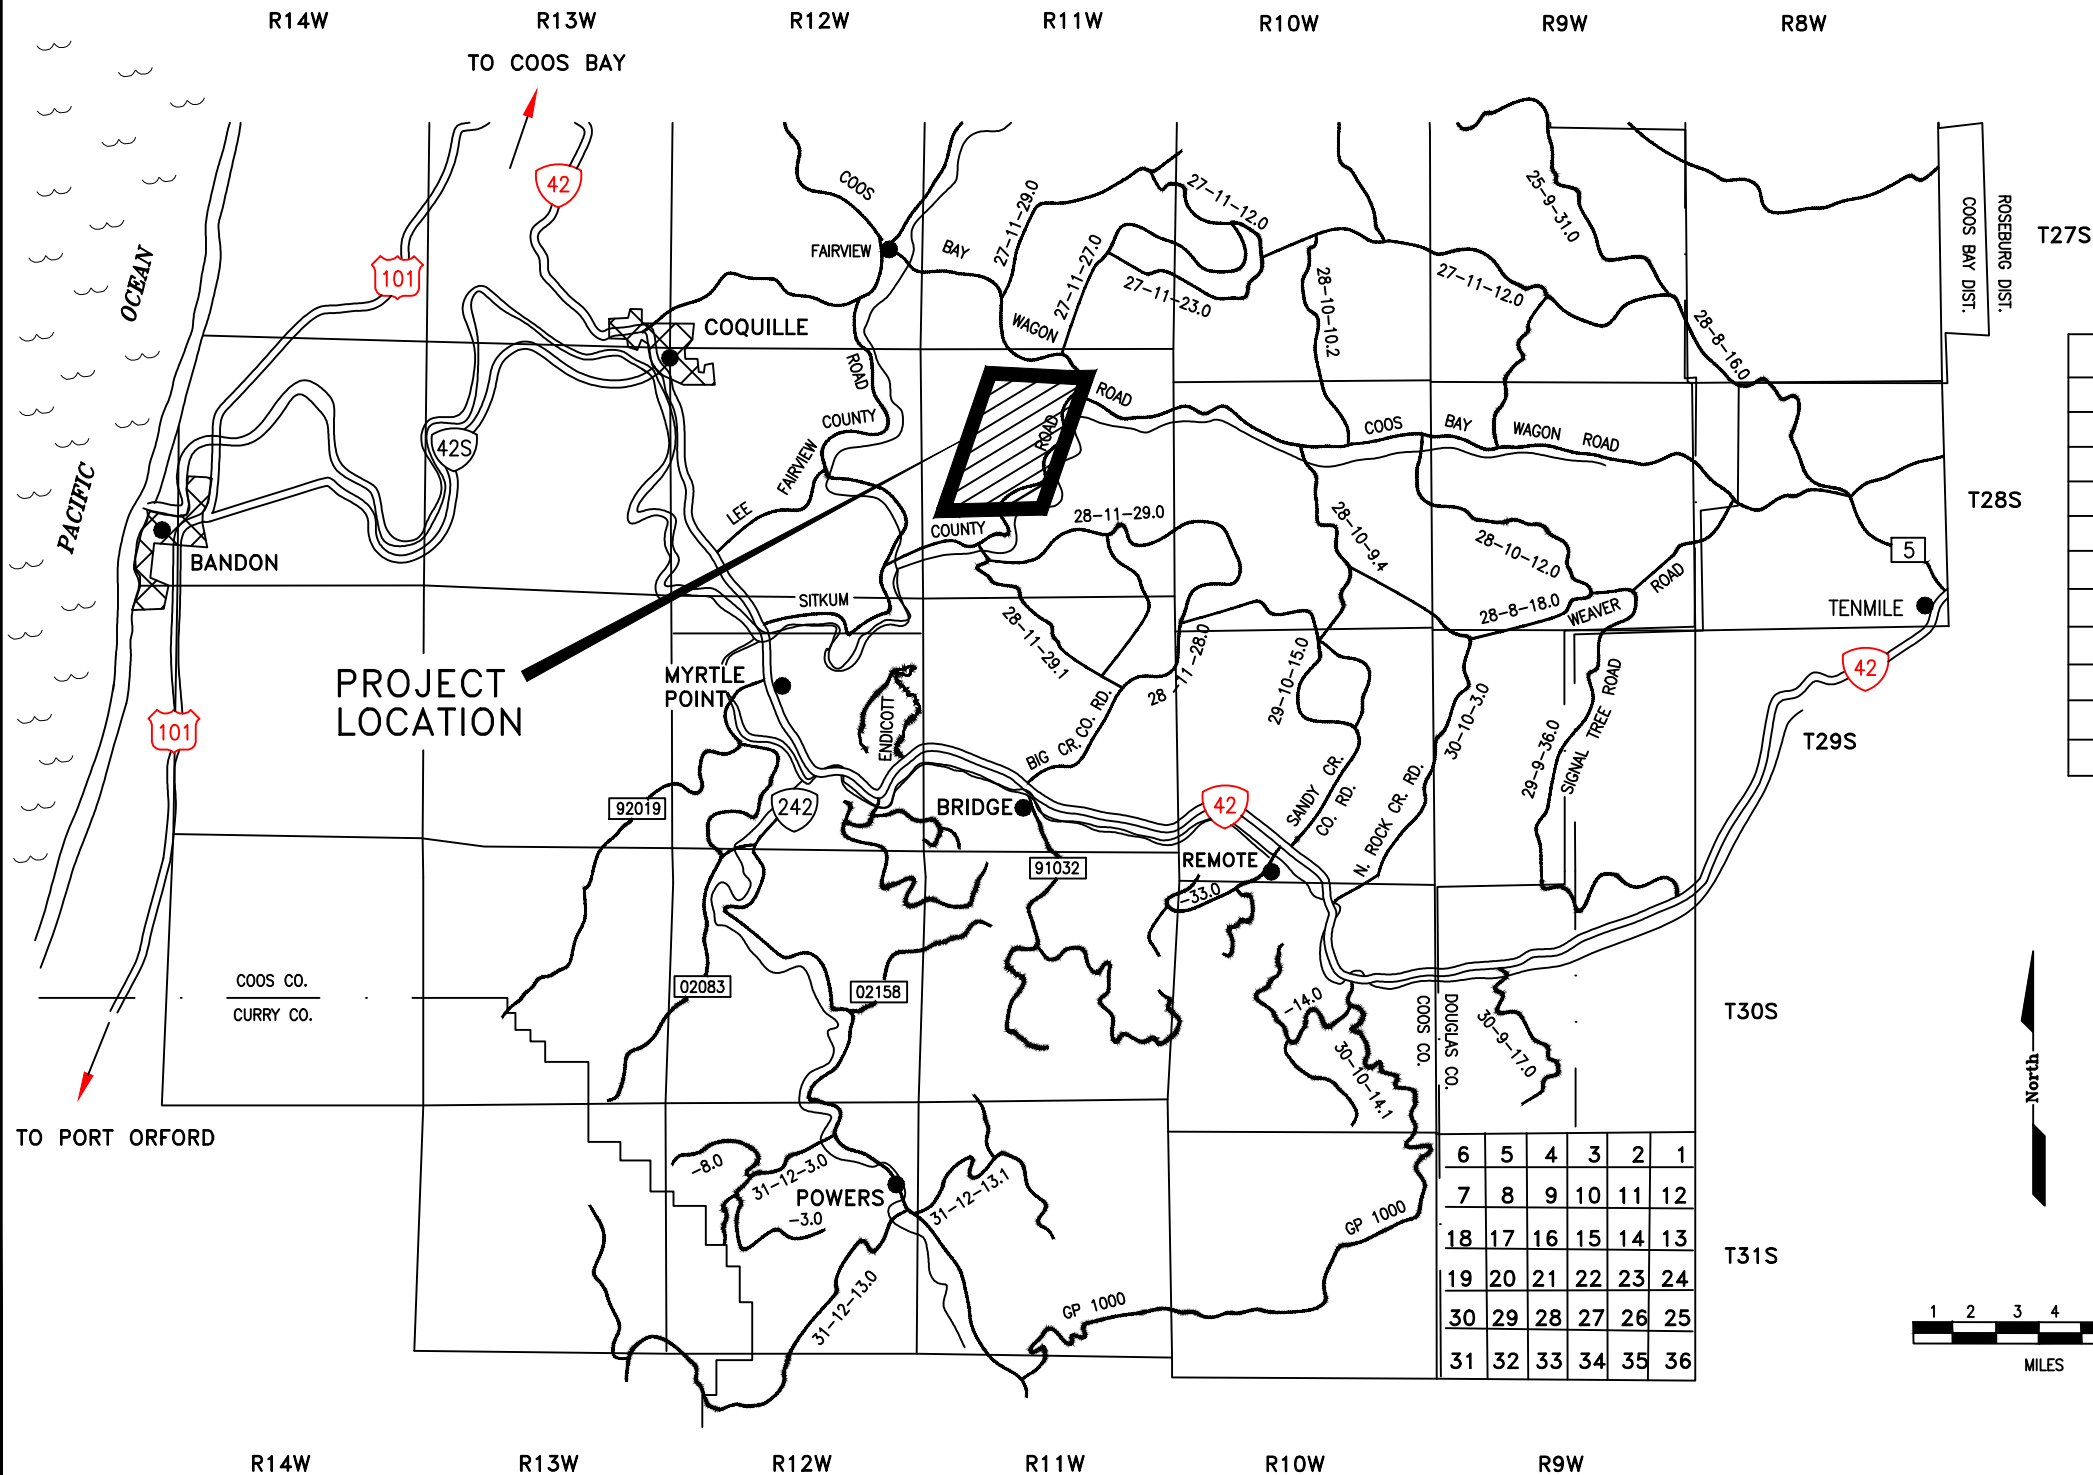 R14W
R13W
R12W
R11W
R10W
R9W
R8W
TO COOS BAY
42
101
OCEAN
PACIFIC
COOS
FAIRVIEW
BAY
WAGON
ROAD
27-11-29.0
27-11-27.0
27-11-12.0
27-11-23.0
28-10-10.2
27-11-12.0
25-9-31.0
28-8-16.0
COOS BAY DIST.
ROSEBURG DIST.
T27S
COQUILLE
ROAD
COUNTY
FAIRVIEW
LEE
42S
BANDON
ROAD
COUNTY
COOS BAY WAGON ROAD
T28S
28-11-29.0
28-10-9.4
28-10-12.0
28-8-18.0
WEAVER
ROAD
5
TENMILE
42
SITKUM
28-11-29.1
28-11-28.0
29-10-15.0
30-10-3.0
29-9-36.0
SIGNAL TREE ROAD
T29S
PROJECT
LOCATION
MYRTLE
POINT
ENDICOTT
BIG CR. CO. RD.
101
92019
242
BRIDGE
42
SANDY CR.
CO. RD.
N. ROCK CR. RD.
91032
REMOTE
-33.0
COOS CO.
CURRY CO.
02083
02158
-14.0
30-10-14.1
COOS CO.
DOUGLAS CO.
30-9-17.0
T30S
North
TO PORT ORFORD
-8.0
31-12-3.0
-3.0
POWERS
31-12-13.1
31-12-13.0
GP 1000
GP 1000
6 5 4 3 2 1
7 8 9 10 11 12
18 17 16 15 14 13
19 20 21 22 23 24
30 29 28 27 26 25
31 32 33 34 35 36
T31S
1 2 3 4
MILES
R14W
R13W
R12W
R11W
R10W
R9W